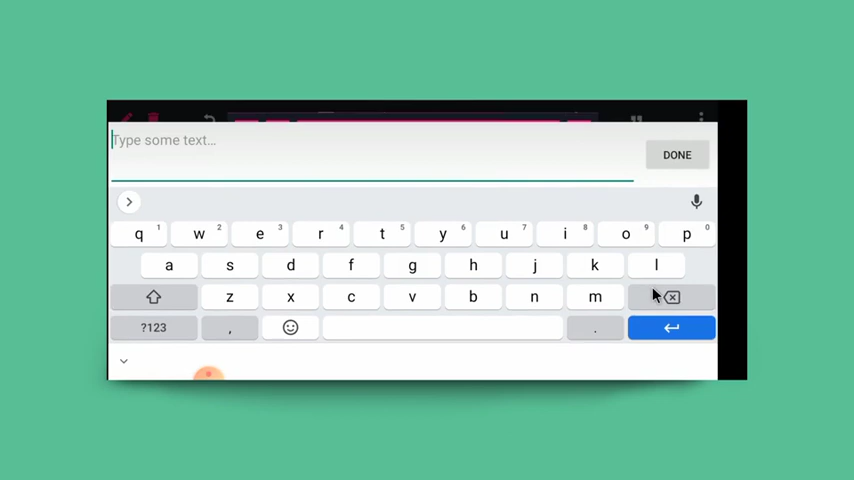 Type some text...
DONE
q 1 w 2 e 3 r 4 t 5 y 6 u 7 i 8 o 9 p 0
a s d f g h j k l
z x c v b n m
?123 , .